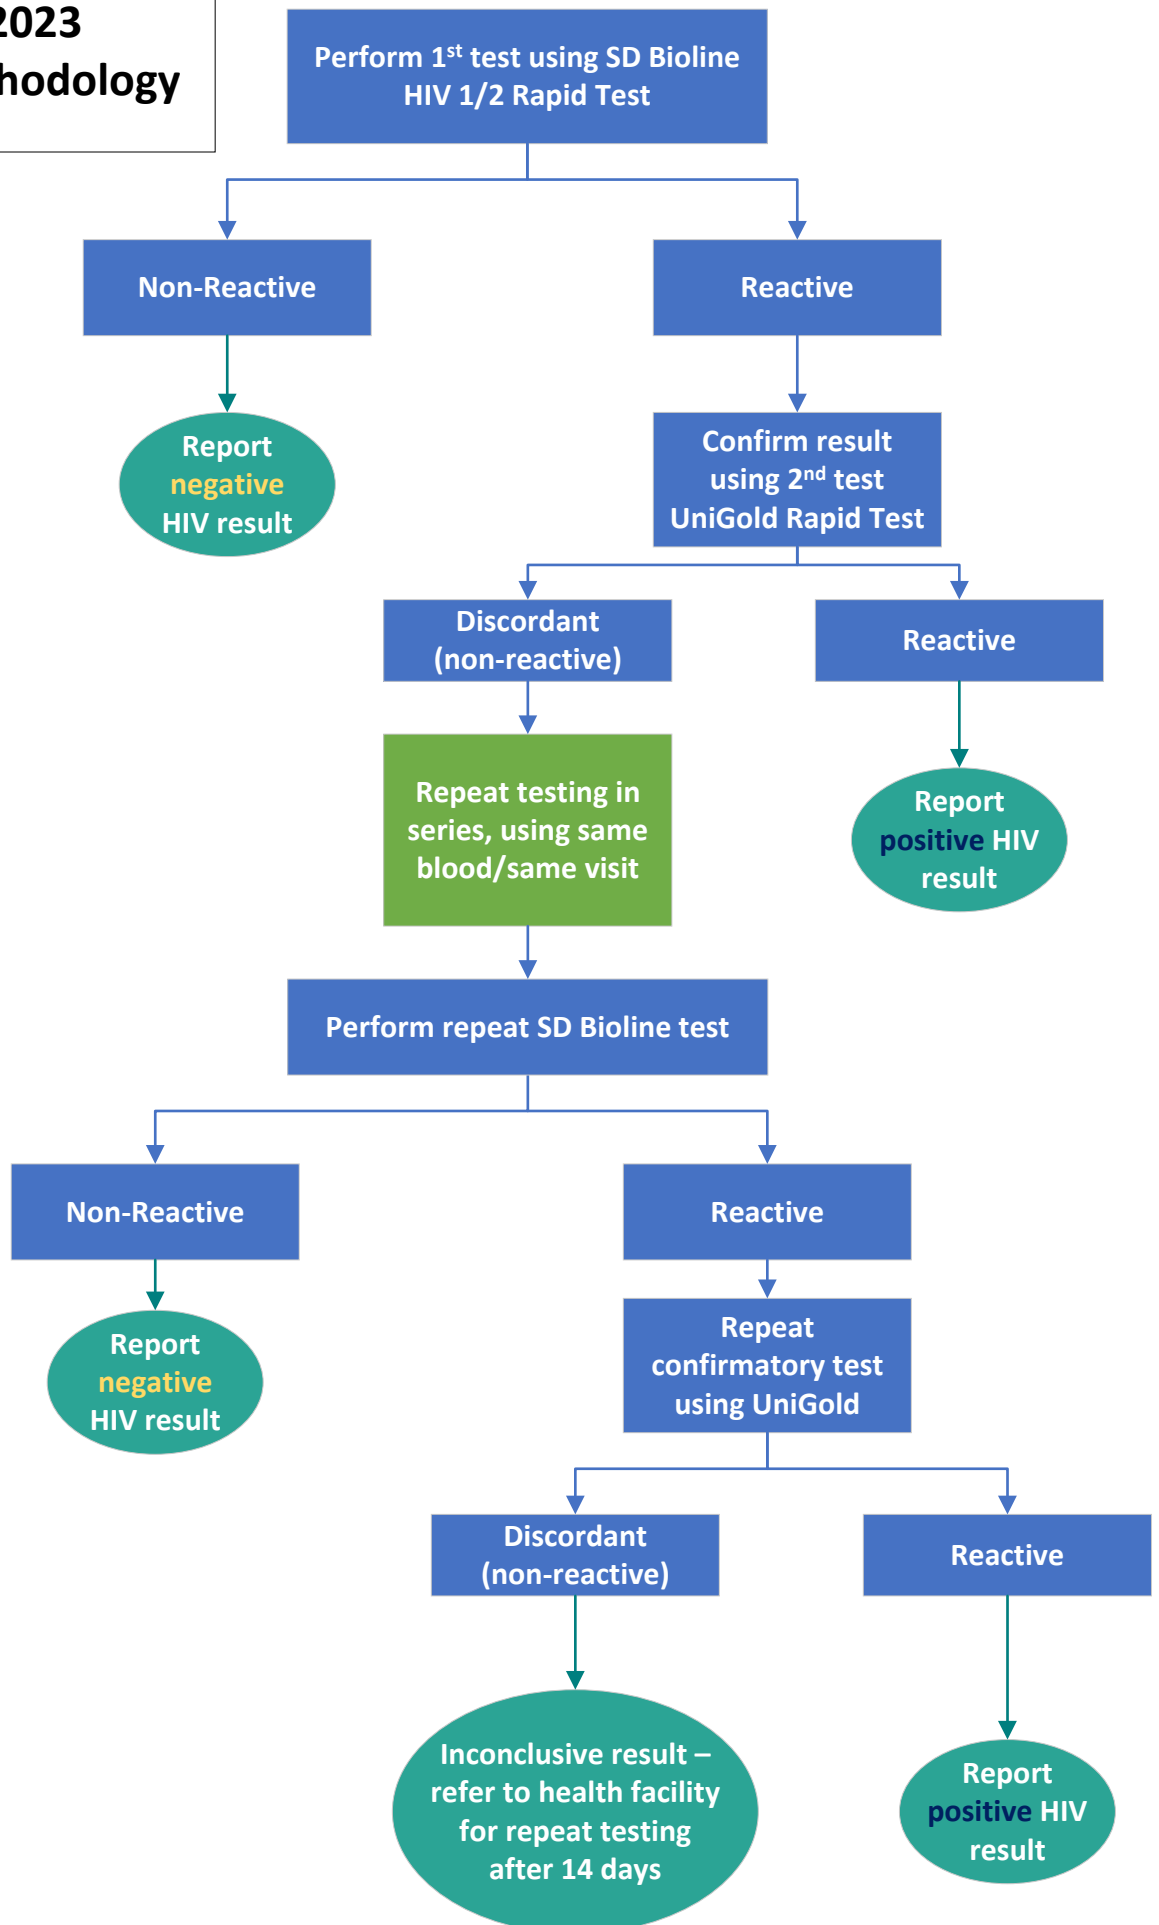 2023
hodology
Perform 1st test using SD Bioline
HIV 1/2 Rapid Test
Non-Reactive
Reactive
Report
negative
HIV result
Confirm result
using 2nd test
UniGold Rapid Test
Discordant
(non-reactive)
Reactive
Repeat testing in
series, using same
blood/same visit
Report
positive HIV
result
Perform repeat SD Bioline test
Non-Reactive
Reactive
Report
negative
HIV result
Repeat
confirmatory test
using UniGold
Discordant
(non-reactive)
Reactive
Inconclusive result –
refer to health facility
for repeat testing
after 14 days
Report
positive HIV
result